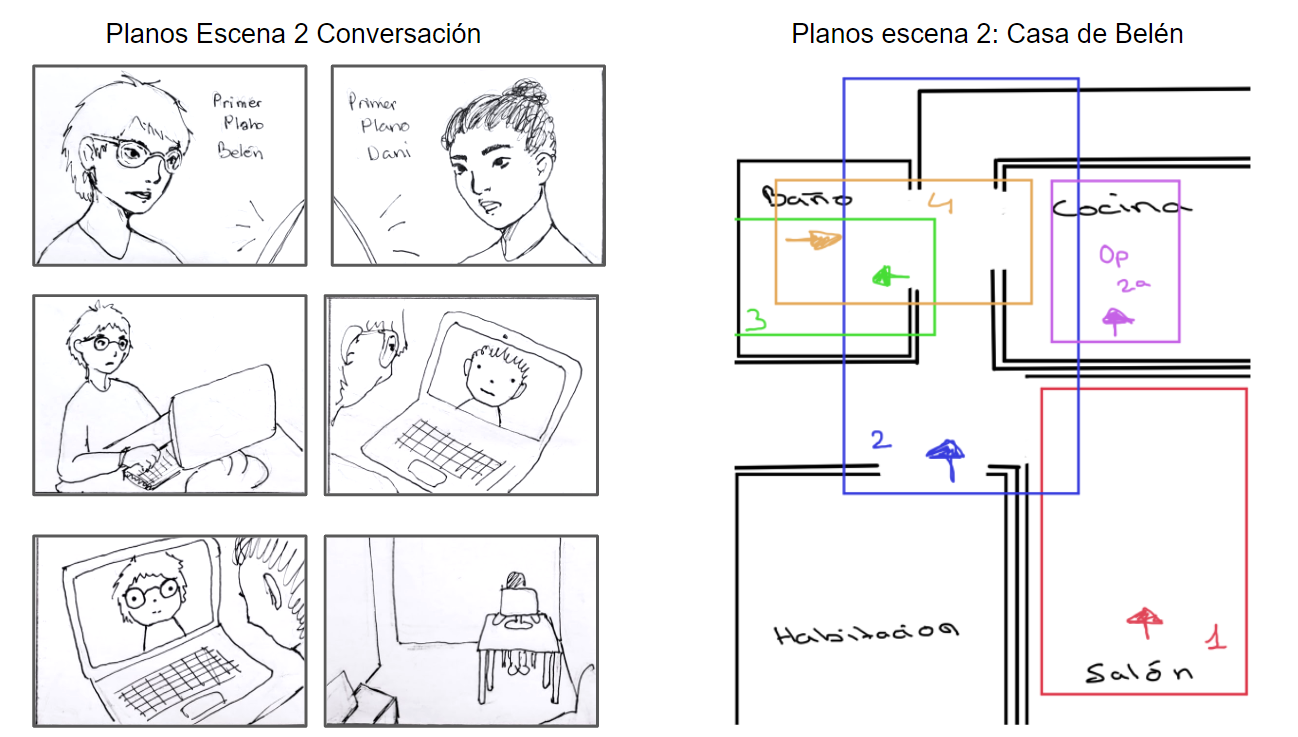 Planos Escena 2 Conversación
Primer
Plano
Belén
Primer
Plano
Dani
Planos escena 2: Casa de Belén
Baño
4
Cocina
Op
2a
3
2
Habitacion
1
Salón